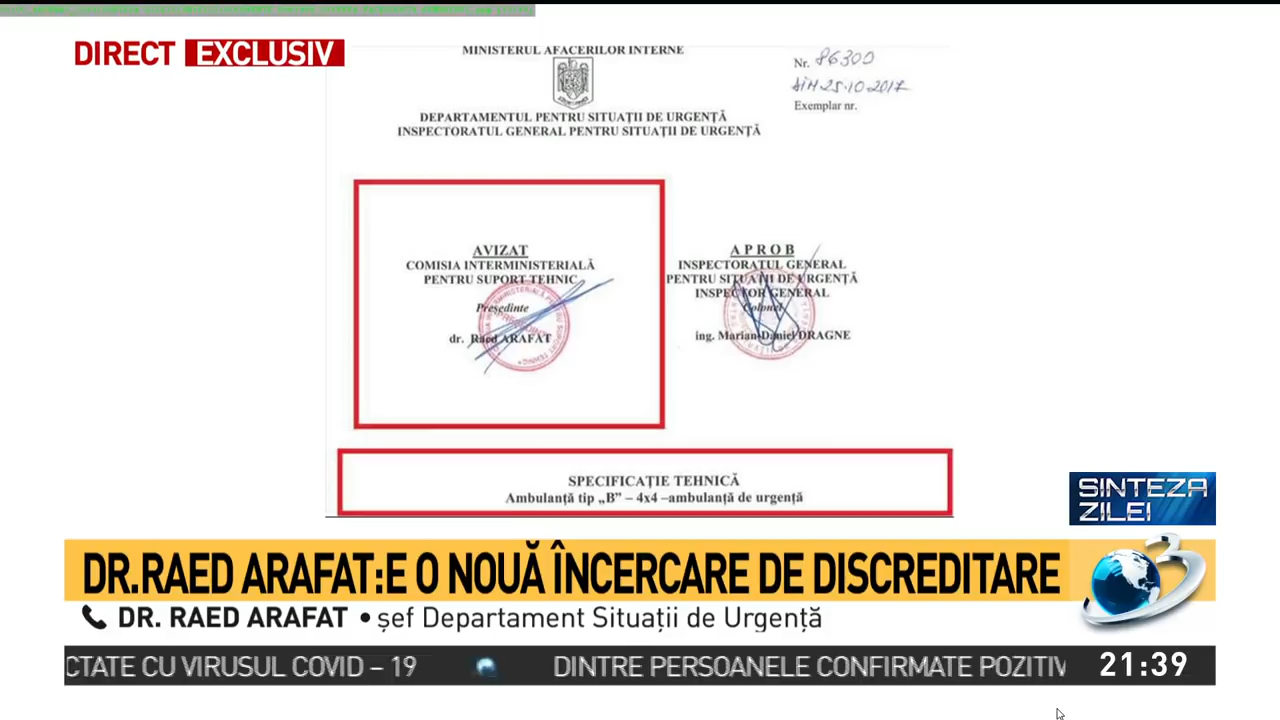 DIRECT EXCLUSIV
MINISTERUL AFACERILOR INTERNE
DEPARTAMENTUL PENTRU SITUAȚII DE URGENȚĂ
INSPECTORATUL GENERAL PENTRU SITUAȚII DE URGENȚĂ
Nr. 86300
25.10.2017
Exemplar nr.
AVIZAT
COMISIA INTERMINISTERIALĂ
PENTRU SUPORT TEHNIC
Președinte
dr. Raed ARAFAT
A P R O B
INSPECTORATUL GENERAL
PENTRU SITUAȚII DE URGENȚĂ
INSPECTOR GENERAL
Colonel
ing. Marian-Daniel DRAGNE
SPECIFICAȚIE TEHNICĂ
Ambulanță tip „B” – 4x4 –ambulanță de urgență
SINTEZA
ZILEI
DR.RAED ARAFAT:E O NOUĂ ÎNCERCARE DE DISCREDITARE
3
DR. RAED ARAFAT • șef Departament Situații de Urgență
CTATE CU VIRUSUL COVID – 19 DINTRE PERSOANELE CONFIRMATE POZITIV 21:39